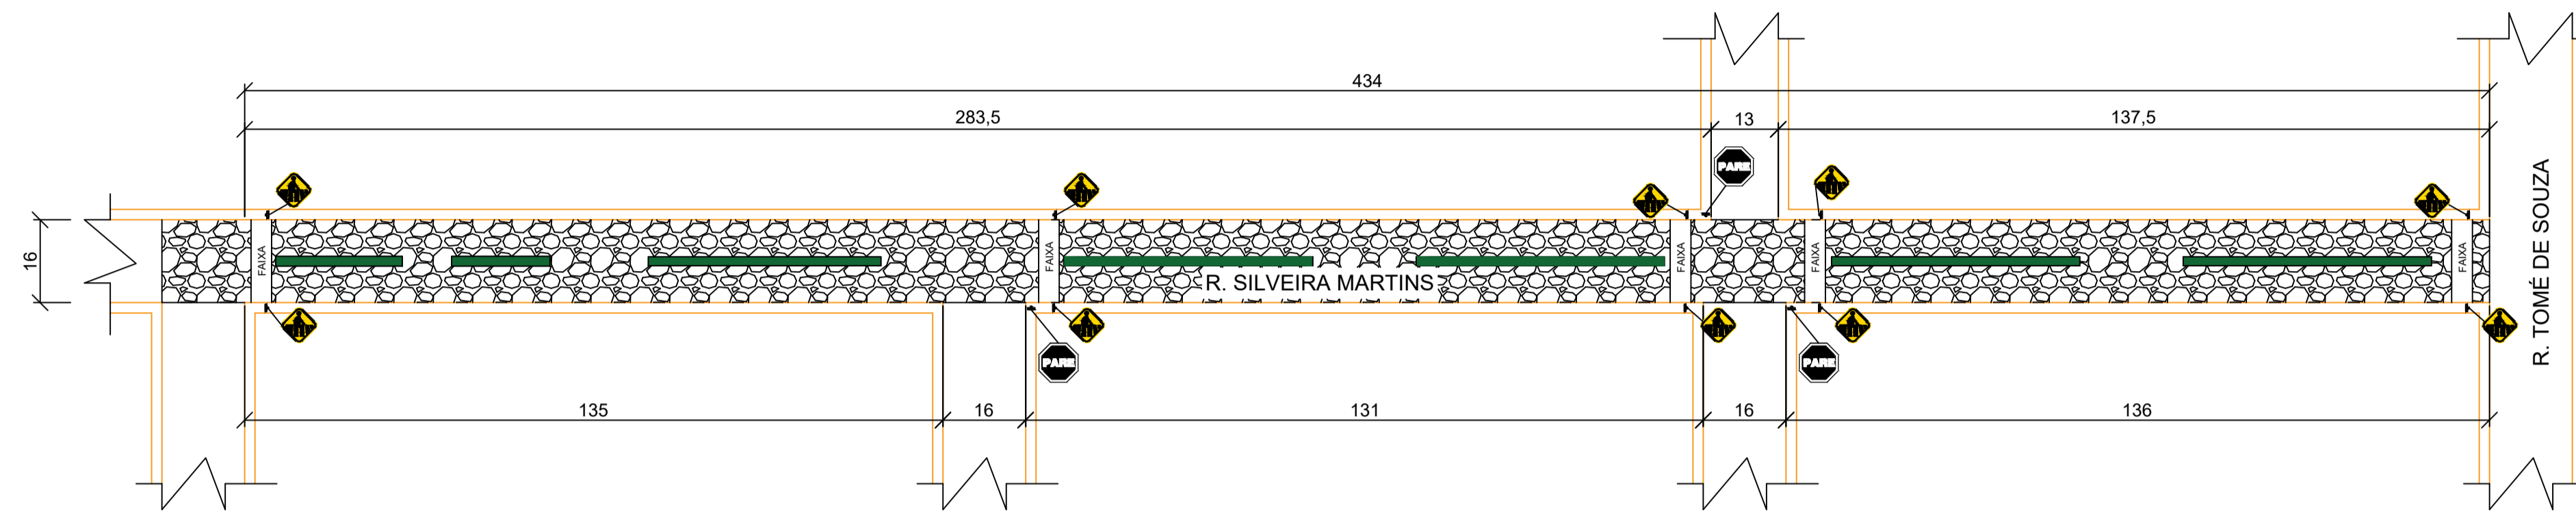 434
283,5
13
137,5
PARE
16
FAIXA
FAIXA
FAIXA
FAIXA
FAIXA
R. SILVEIRA MARTINS
R. TOMÉ DE SOUZA
PARE
PARE
135
16
131
16
136